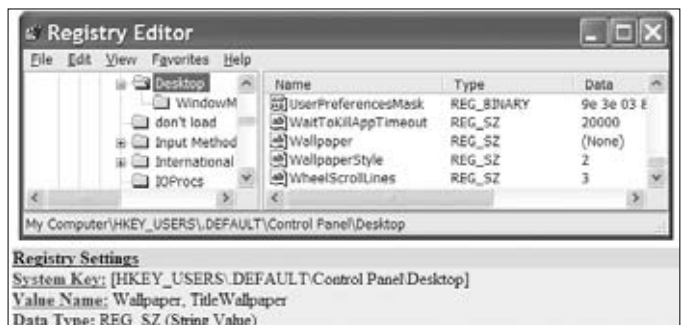 Registry Editor
File Edit View Favorites Help
Desktop
WindowM
don't load
Input Method
International
IOProcs
Name Type Data
UserPreferencesMask REG_BINARY 9e 3e 03 8
WaitToKillAppTimeout REG_SZ 20000
Wallpaper REG_SZ (None)
WallpaperStyle REG_SZ 2
WheelScrollLines REG_SZ 3
My Computer\HKEY_USERS\.DEFAULT\Control Panel\Desktop
Registry Settings
System Key: [HKEY_USERS\.DEFAULT\Control Panel\Desktop]
Value Name: Wallpaper, TitleWallpaper
Data Type: REG_SZ (String Value)